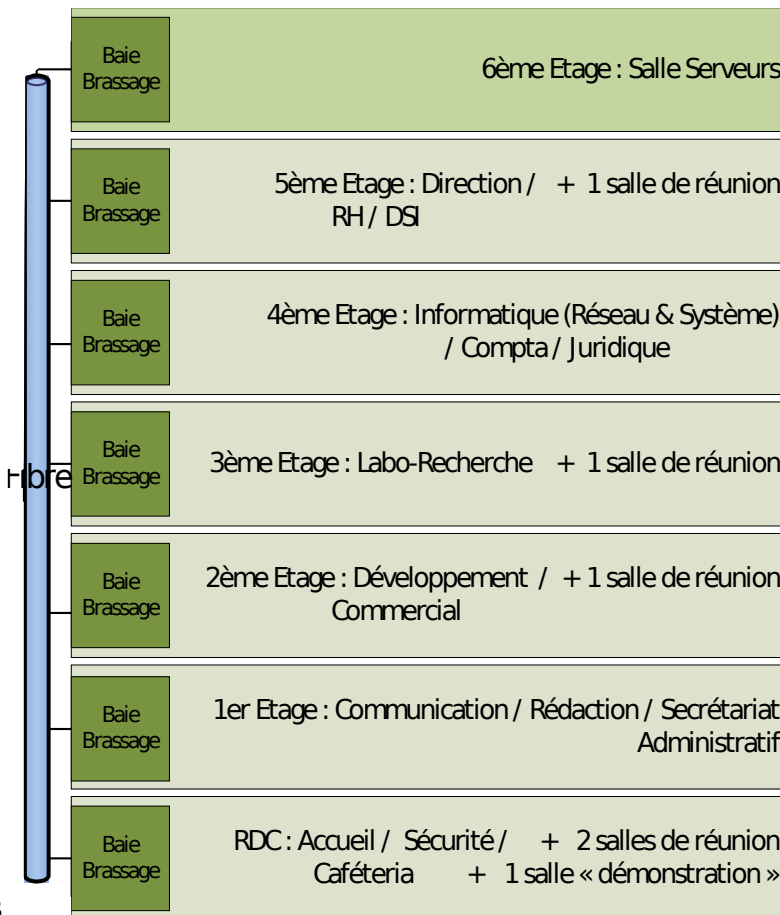 Baie
Brassage
6ème Etage : Salle Serveurs
Baie
Brassage
5ème Etage : Direction / + 1 salle de réunion
RH / DSI
Baie
Brassage
4ème Etage : Informatique (Réseau & Système)
/ Compta / Juridique
Fibre
Baie
Brassage
3ème Etage : Labo-Recherche + 1 salle de réunion
Baie
Brassage
2ème Etage : Développement / + 1 salle de réunion
Commercial
Baie
Brassage
1er Etage : Communication / Rédaction / Secrétariat
Administratif
Baie
Brassage
RDC : Accueil / Sécurité / + 2 salles de réunion
Caféteria + 1 salle « démonstration »